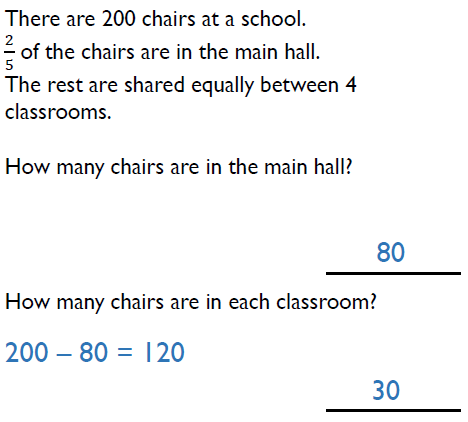 There are 200 chairs at a school.
2/5 of the chairs are in the main hall.
The rest are shared equally between 4
classrooms.
How many chairs are in the main hall?
80
How many chairs are in each classroom?
200 – 80 = 120
30